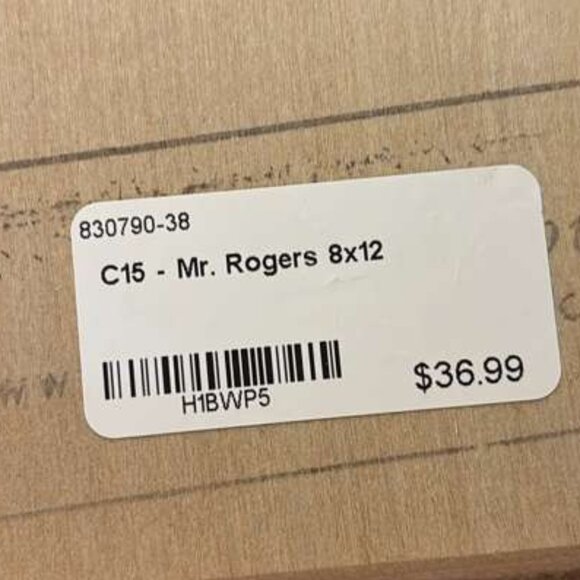 830790-38
C15 - Mr. Rogers 8x12
H1BWP5
$36.99